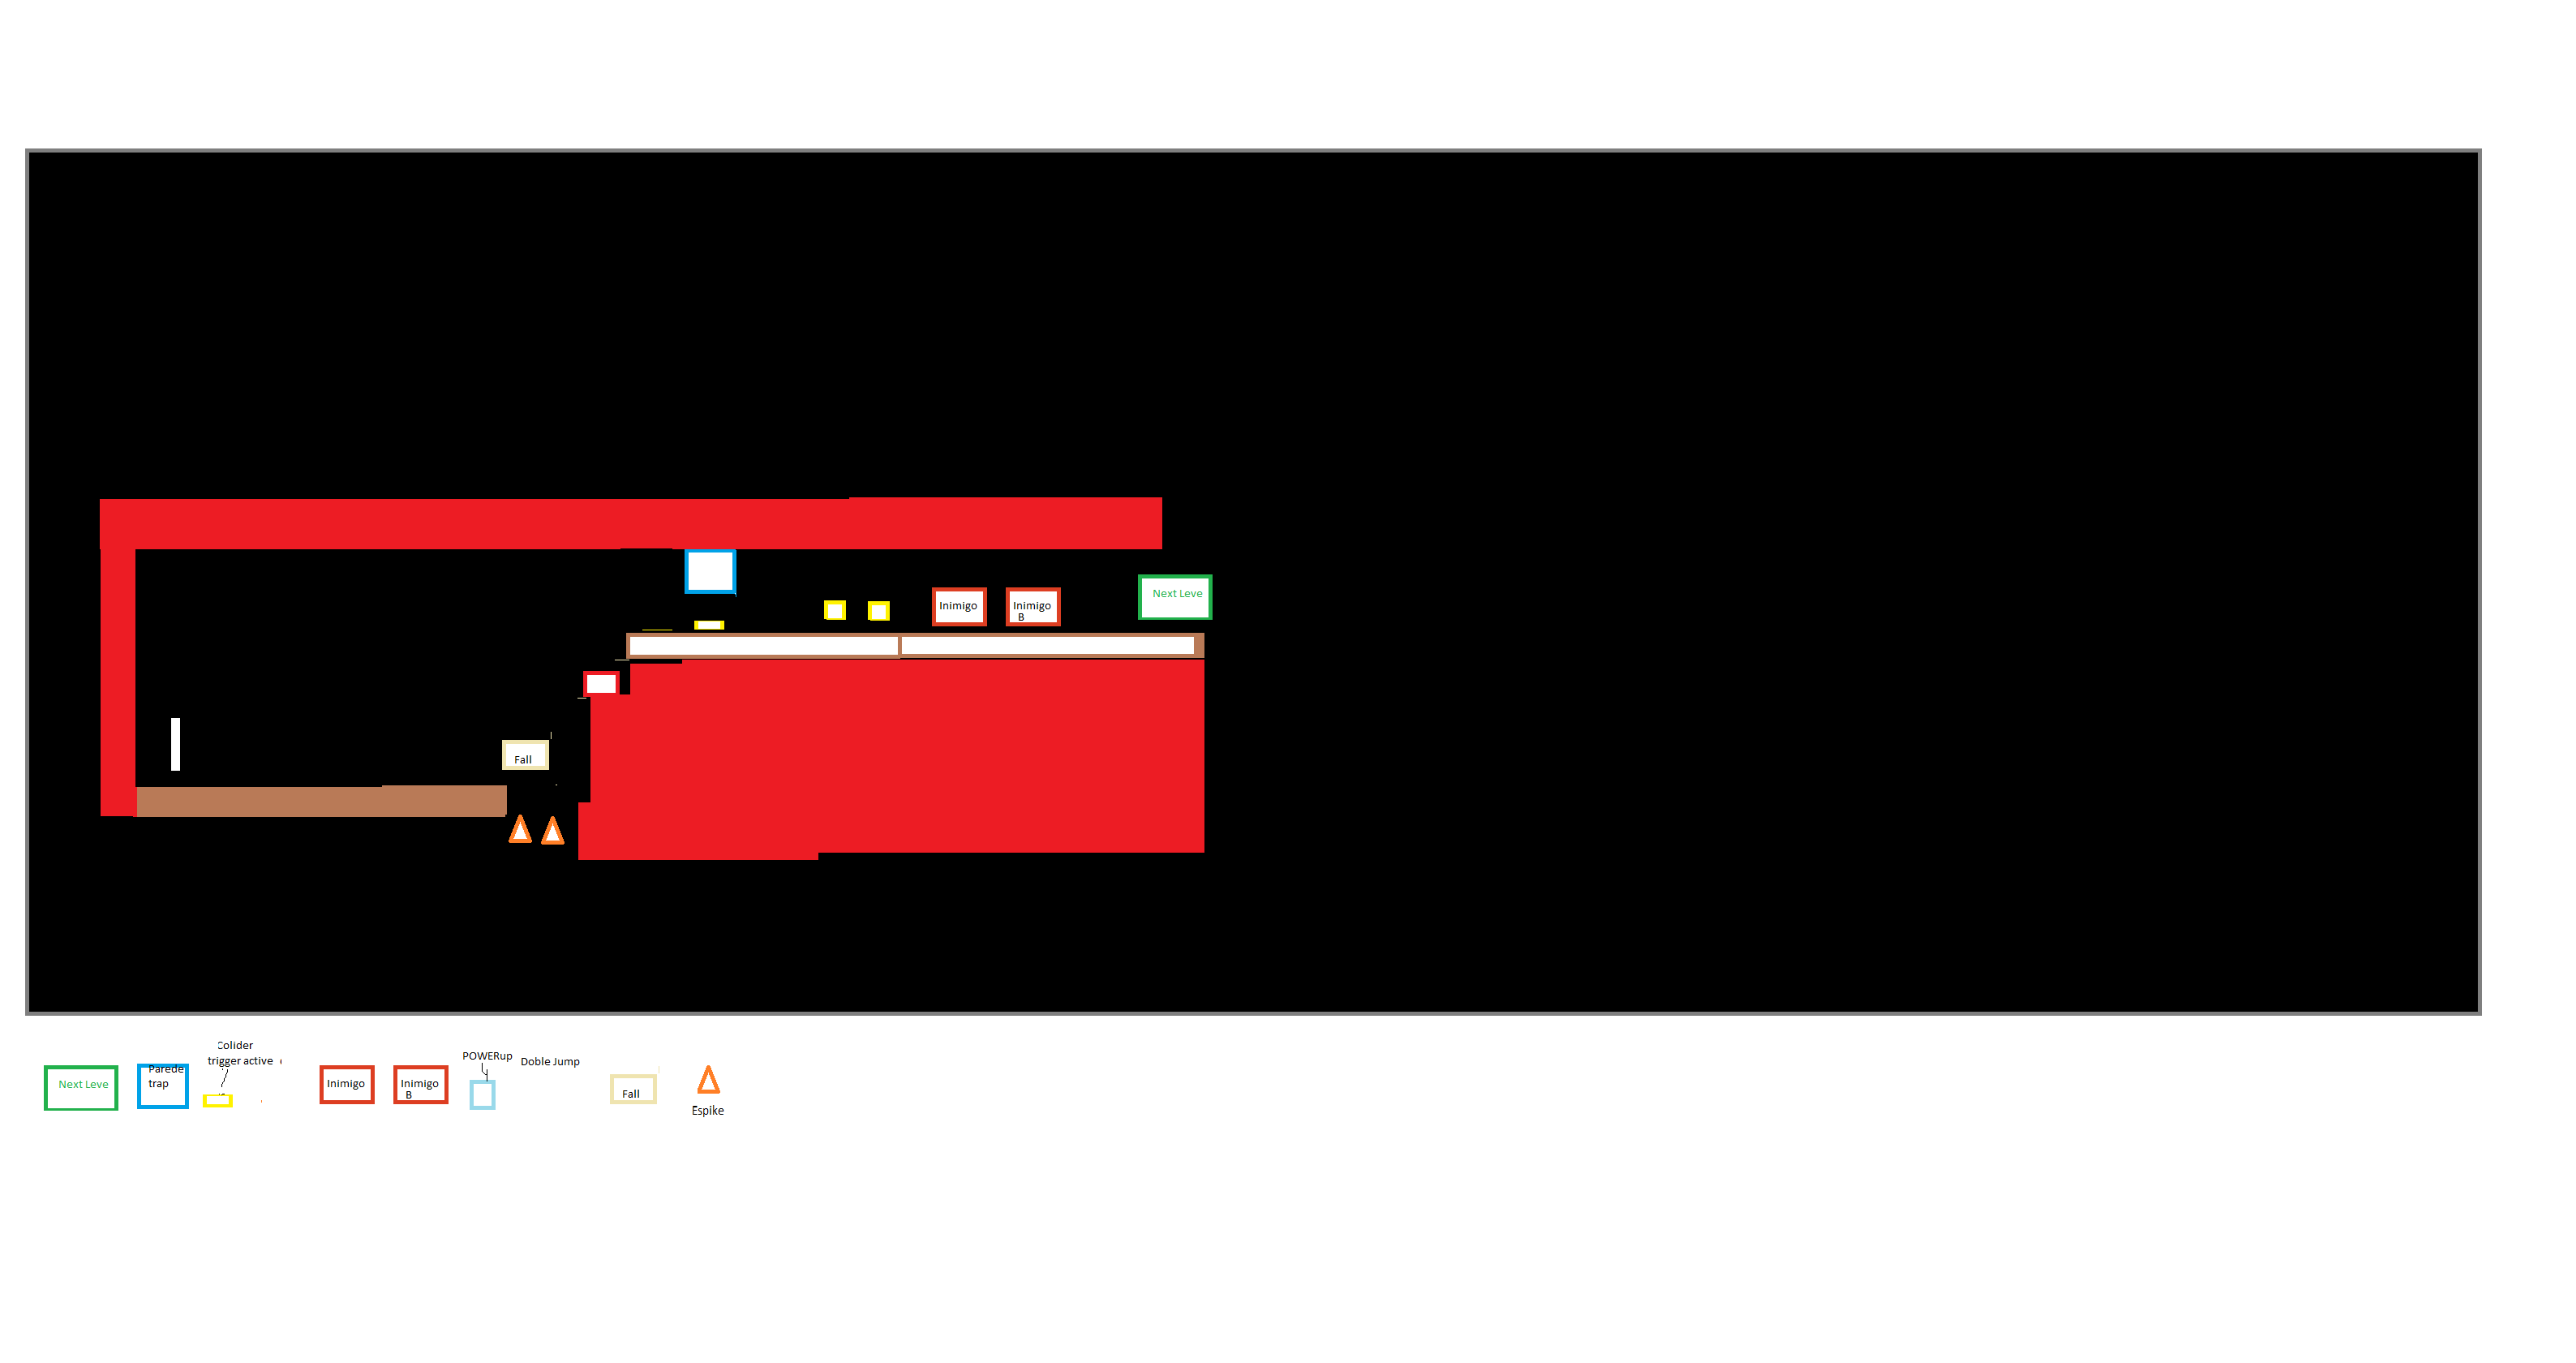 Inimigo
Inimigo
B
Next Leve
Fall
Colider
trigger active
POWERup
Doble Jump
Parede
trap
Next Leve
Inimigo
Inimigo
B
Fall
Espike